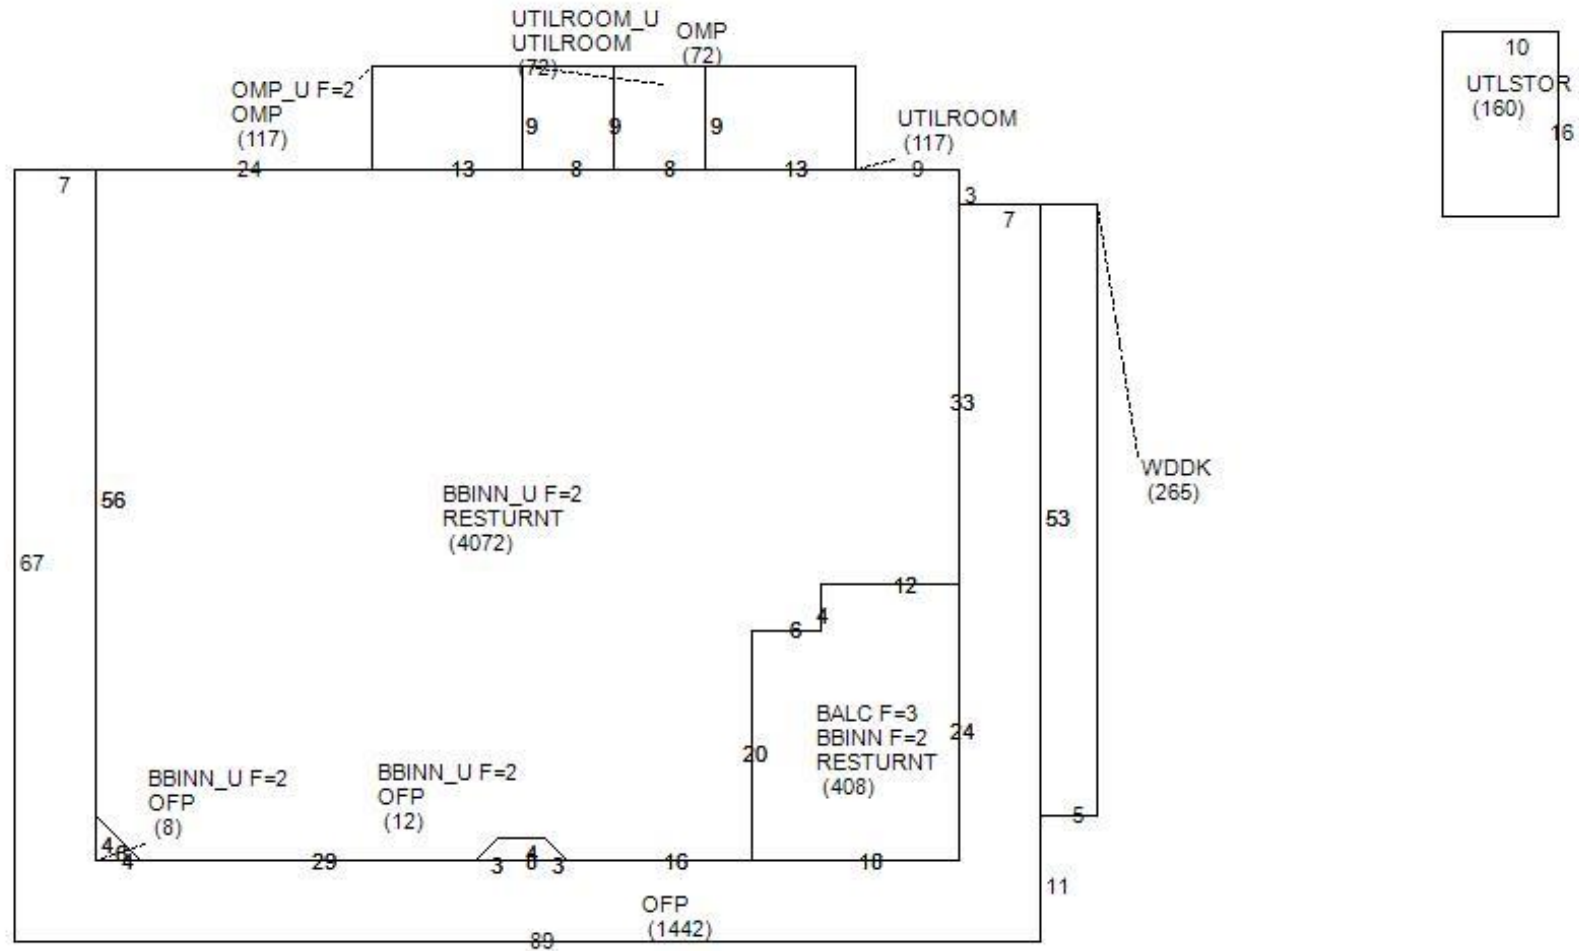 UTILROOM_U
UTILROOM
(72)
OMP
(72)
10
UTLSTOR
(160)
16
OMP_U F=2
OMP
(117)
9
9
9
UTILROOM
(117)
24
13
8
8
13
9
7
3
7
33
56
BBINN_U F=2
RESTURNT
(4072)
WDDK
(265)
53
67
12
4
6
BALC F=3
BBINN F=2
RESTURNT
(408)
24
20
BBINN_U F=2
OFP
(8)
BBINN_U F=2
OFP
(12)
5
4
6
4
29
3
4
3
16
18
11
OFP
(1442)
89